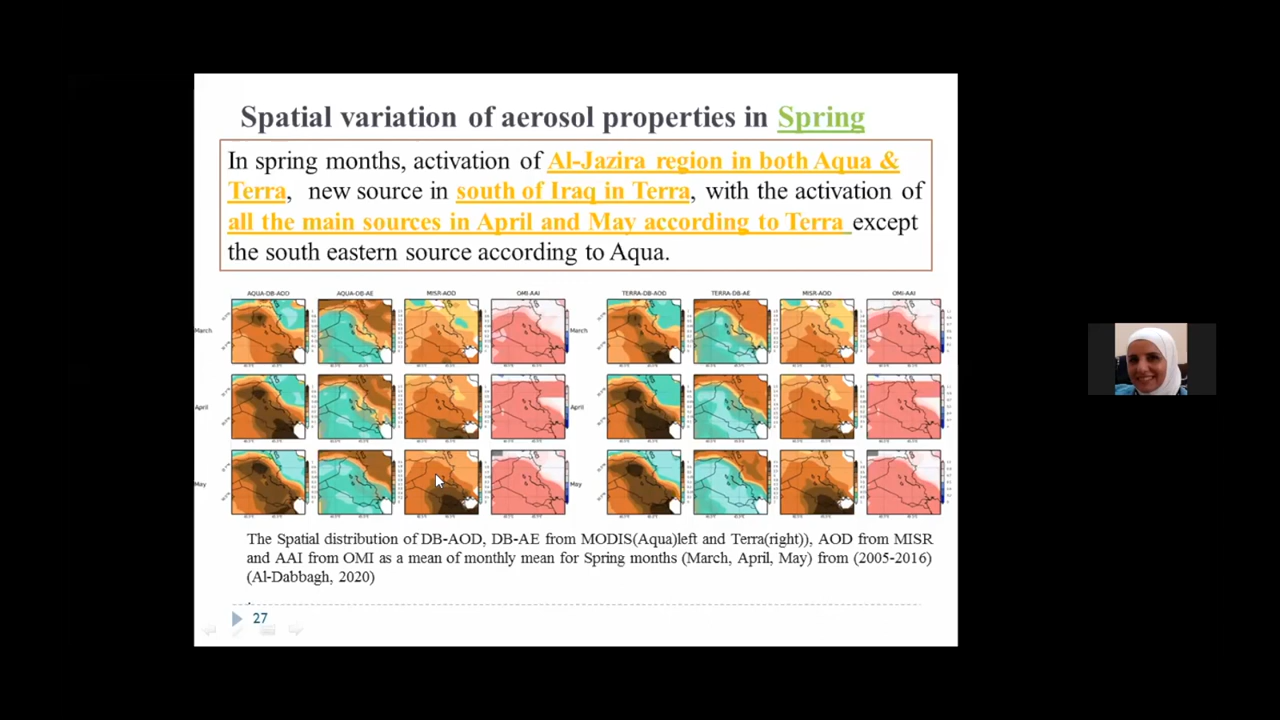 Spatial variation of aerosol properties in Spring
In spring months, activation of Al-Jazira region in both Aqua &
Terra, new source in south of Iraq in Terra, with the activation of
all the main sources in April and May according to Terra except
the south eastern source according to Aqua.
AQUA-DB-AOD AQUA-DB-AE MISR-AOD OMI-AAI TERRA-DB-AOD TERRA-DB-AE MISR-AOD OMI-AAI
March March
April April
May May
The Spatial distribution of DB-AOD, DB-AE from MODIS(Aqua)left and Terra(right)), AOD from MISR
and AAI from OMI as a mean of monthly mean for Spring months (March, April, May) from (2005-2016)
(Al-Dabbagh, 2020)
.
27